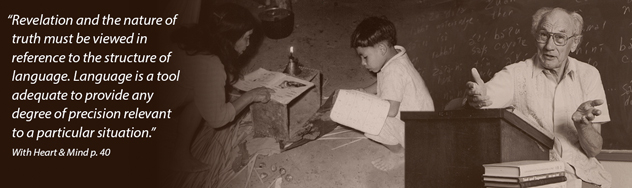 “Revelation and the nature of
truth must be viewed in
reference to the structure of
language. Language is a tool
adequate to provide any
degree of precision relevant
to a particular situation.”
With Heart & Mind p. 40